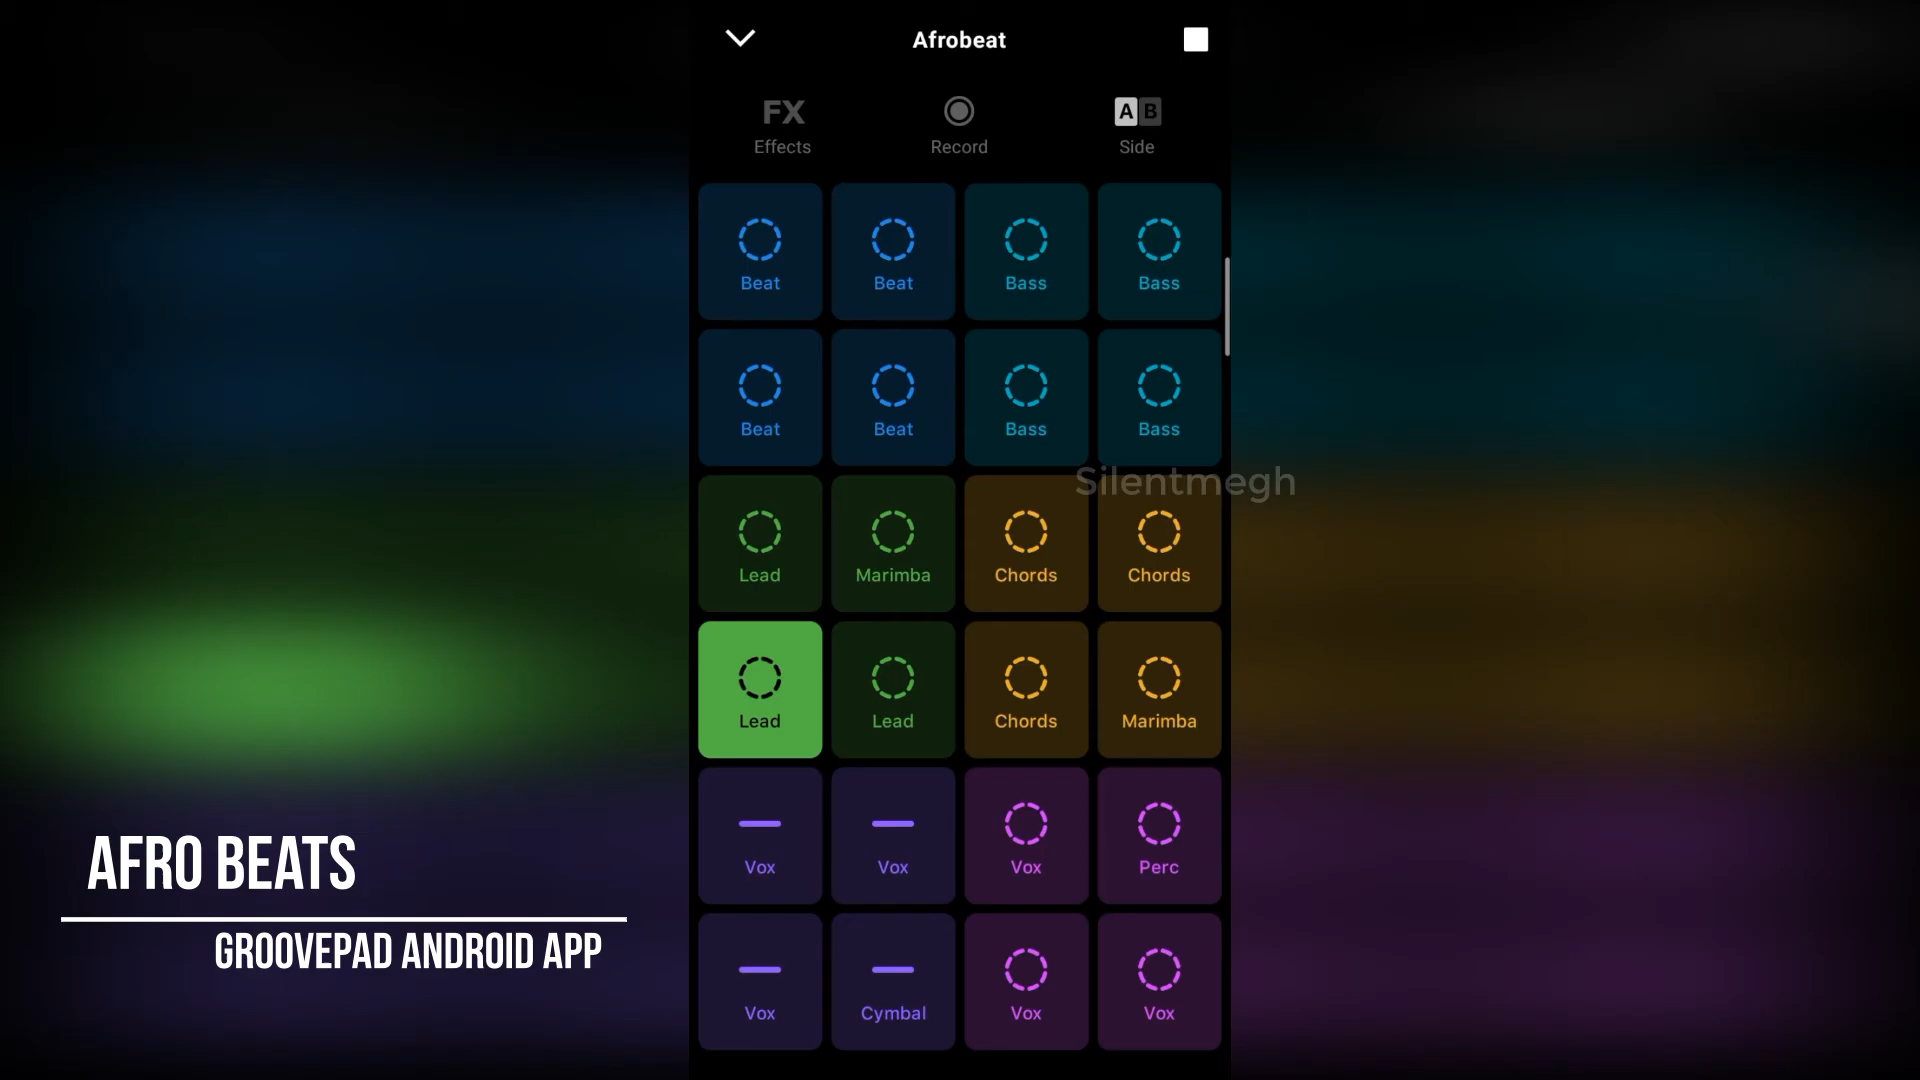 Afrobeat
FX
A B
Effects
Record
Side
Beat
Beat
Bass
Bass
Beat
Beat
Bass
Bass
Silentmegh
Lead
Marimba
Chords
Chords
Lead
Lead
Chords
Marimba
Vox
Vox
Vox
Perc
Vox
Cymbal
Vox
Vox
AFRO BEATS
GROOVEPAD ANDROID APP